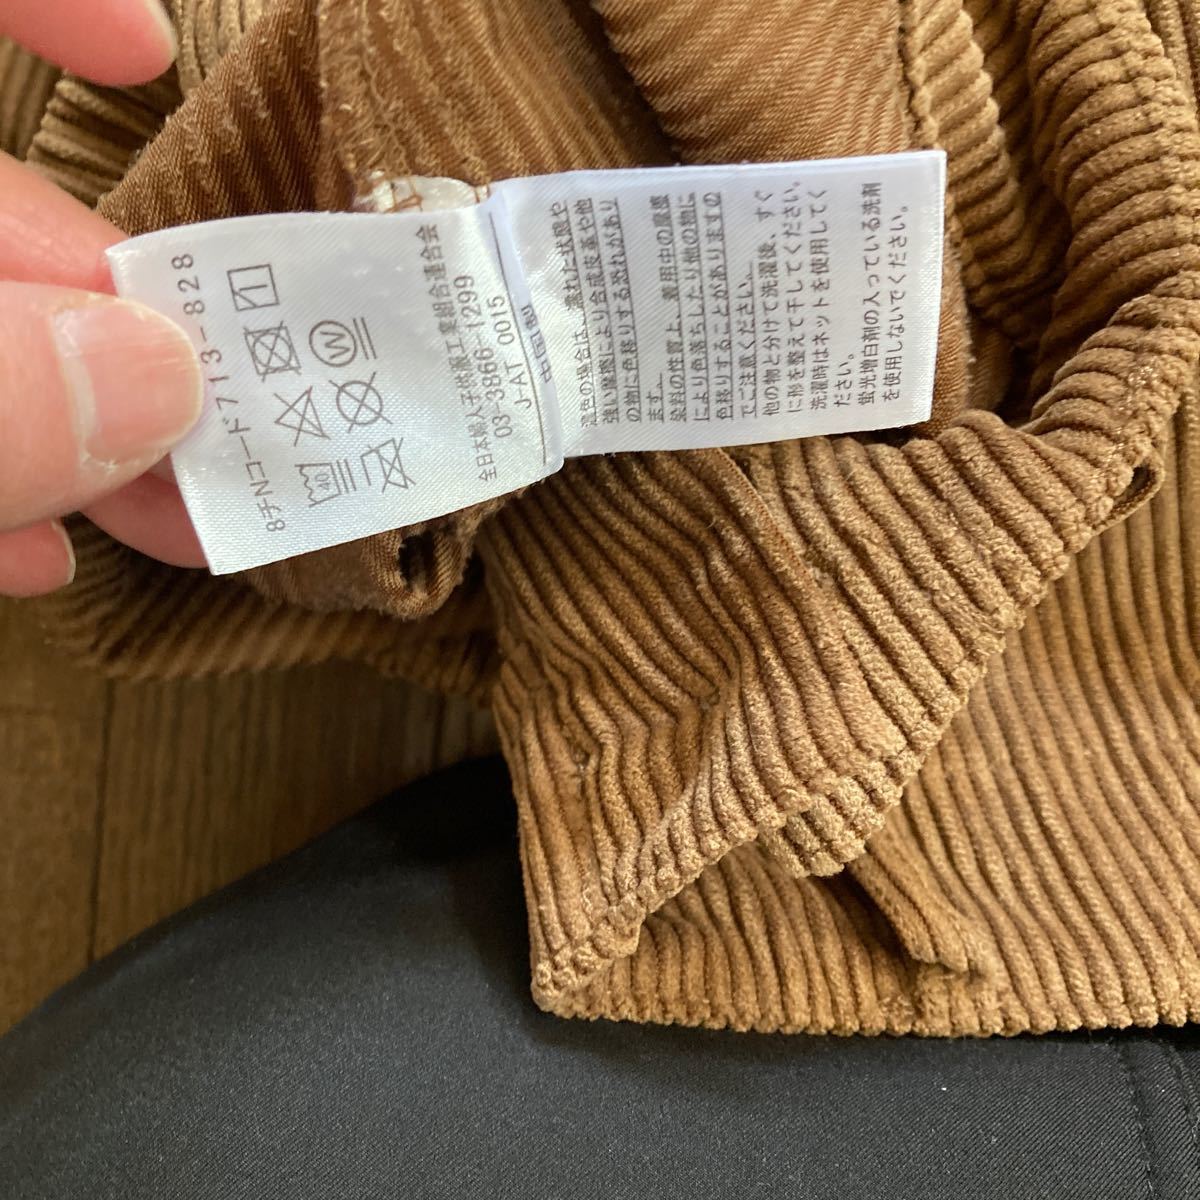 8チNコード713-828
40
W
全日本婦人子供服工業組合連合会
03-3866-1299
J-AT 0015
中国製
濃色の場合は、濡れた状態や
強い摩擦により合成皮革や他
の物に色移りする恐れがあり
ます。
染料の性質上、着用中の摩擦
により色落ちしたり他の物に
色移りすることがありますの
でご注意ください。
他の物と分けて洗濯後、すぐ
に形を整えて干してください。
洗濯時はネットを使用してく
ださい。
蛍光増白剤の入っている洗剤
を使用しないでください。